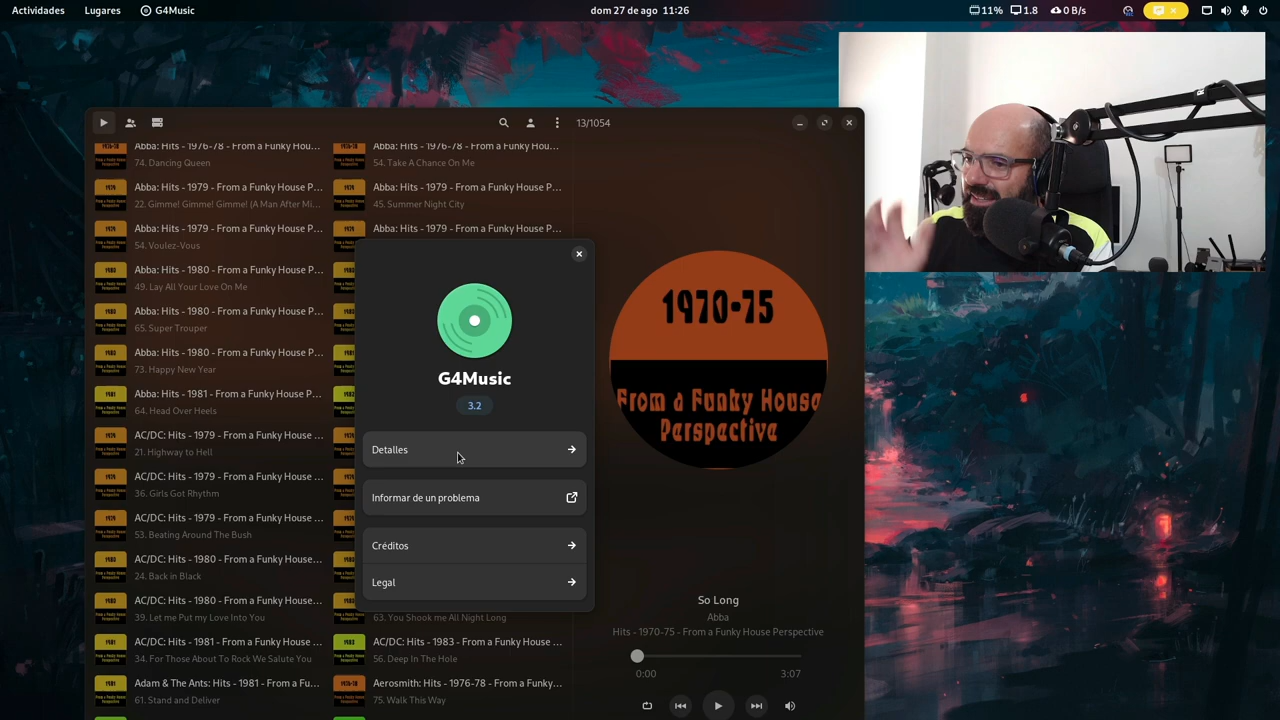 Actividades Lugares G4Music dom 27 de ago 11:26 11% 1.8 0 B/s
13/1054
Abba: Hits - 1976-78 - From a Funky Hou... Abba: Hits - 1976-78 - From a Funky Hou...
74. Dancing Queen 54. Take A Chance On Me
Abba: Hits - 1979 - From a Funky House P... Abba: Hits - 1979 - From a Funky House P...
22. Gimme! Gimme! Gimme! (A Man After Mi... 45. Summer Night City
Abba: Hits - 1979 - From a Funky House P... Abba: Hits - 1979 - From a Funky House P...
54. Voulez-Vous
Abba: Hits - 1980 - From a Funky House P...
49. Lay All Your Love On Me
Abba: Hits - 1980 - From a Funky House P...
65. Super Trouper
Abba: Hits - 1980 - From a Funky House P...
73. Happy New Year
Abba: Hits - 1981 - From a Funky House P...
64. Head Over Heels
AC/DC: Hits - 1979 - From a Funky House ...
21. Highway to Hell
AC/DC: Hits - 1979 - From a Funky House ...
36. Girls Got Rhythm
AC/DC: Hits - 1979 - From a Funky House ...
53. Beating Around The Bush
AC/DC: Hits - 1980 - From a Funky House...
24. Back in Black
AC/DC: Hits - 1980 - From a Funky House...
39. Let me Put my Love Into You 63. You Shook me All Night Long
AC/DC: Hits - 1981 - From a Funky House ... AC/DC: Hits - 1983 - From a Funky House ...
34. For Those About To Rock We Salute You 56. Deep In The Hole
Adam & The Ants: Hits - 1981 - From a Fu... Aerosmith: Hits - 1976-78 - From a Funky...
61. Stand and Deliver 75. Walk This Way
G4Music
3.2
Detalles
Informar de un problema
Créditos
Legal
1970-75
From a Funky House
Perspective
So Long
Abba
Hits - 1970-75 - From a Funky House Perspective
0:00 3:07